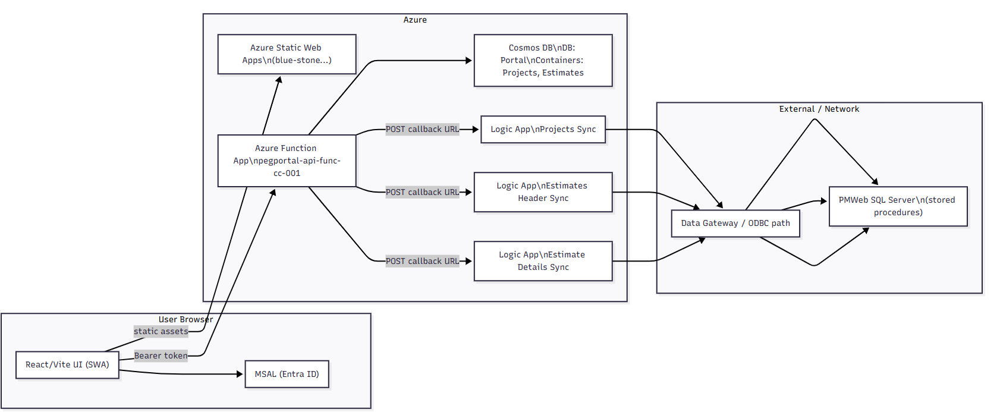 Azure
Azure Static Web
Apps\n(blue-stone...)
Cosmos DB\nDB:
Portal\nContainers:
Projects, Estimates
Azure Function
App\npegportal-api-func-
cc-001
POST callback URL
Logic App\nProjects Sync
POST callback URL
Logic App\nEstimates
Header Sync
POST callback URL
Logic App\nEstimate
Details Sync
External / Network
Data Gateway / ODBC path
PMWeb SQL Server\n(stored
procedures)
User Browser
static assets
Bearer token
React/Vite UI (SWA)
MSAL (Entra ID)